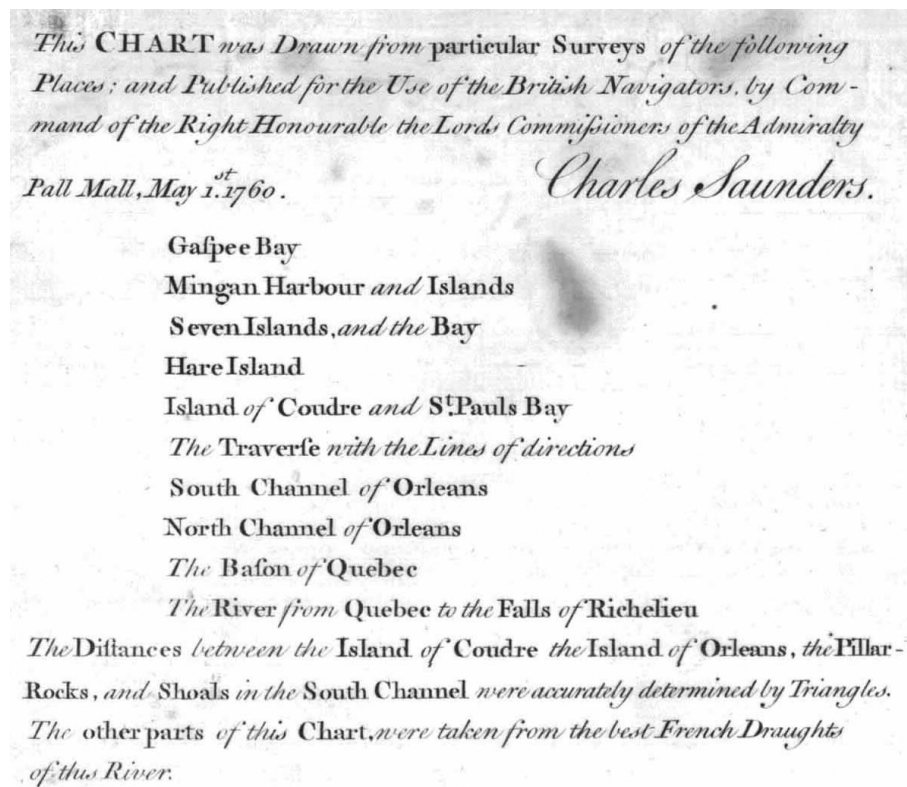 This CHART was Drawn from particular Surveys of the following
Places; and Published for the Use of the British Navigators, by Com-
mand of the Right Honourable the Lords Commiſsioners of the Admiralty
Pall Mall, May 1.st 1760. Charles Saunders.
Gaſpee Bay
Mingan Harbour and Islands
Seven Islands, and the Bay
Hare Island
Island of Coudre and St. Pauls Bay
The Traverſe with the Lines of directions
South Channel of Orleans
North Channel of Orleans
The Baſon of Quebec
The River from Quebec to the Falls of Richelieu
The Diſtances between the Island of Coudre the Island of Orleans, the Pillar-
Rocks, and Shoals in the South Channel were accurately determined by Triangles.
The other parts of this Chart, were taken from the best French Draughts
of this River.